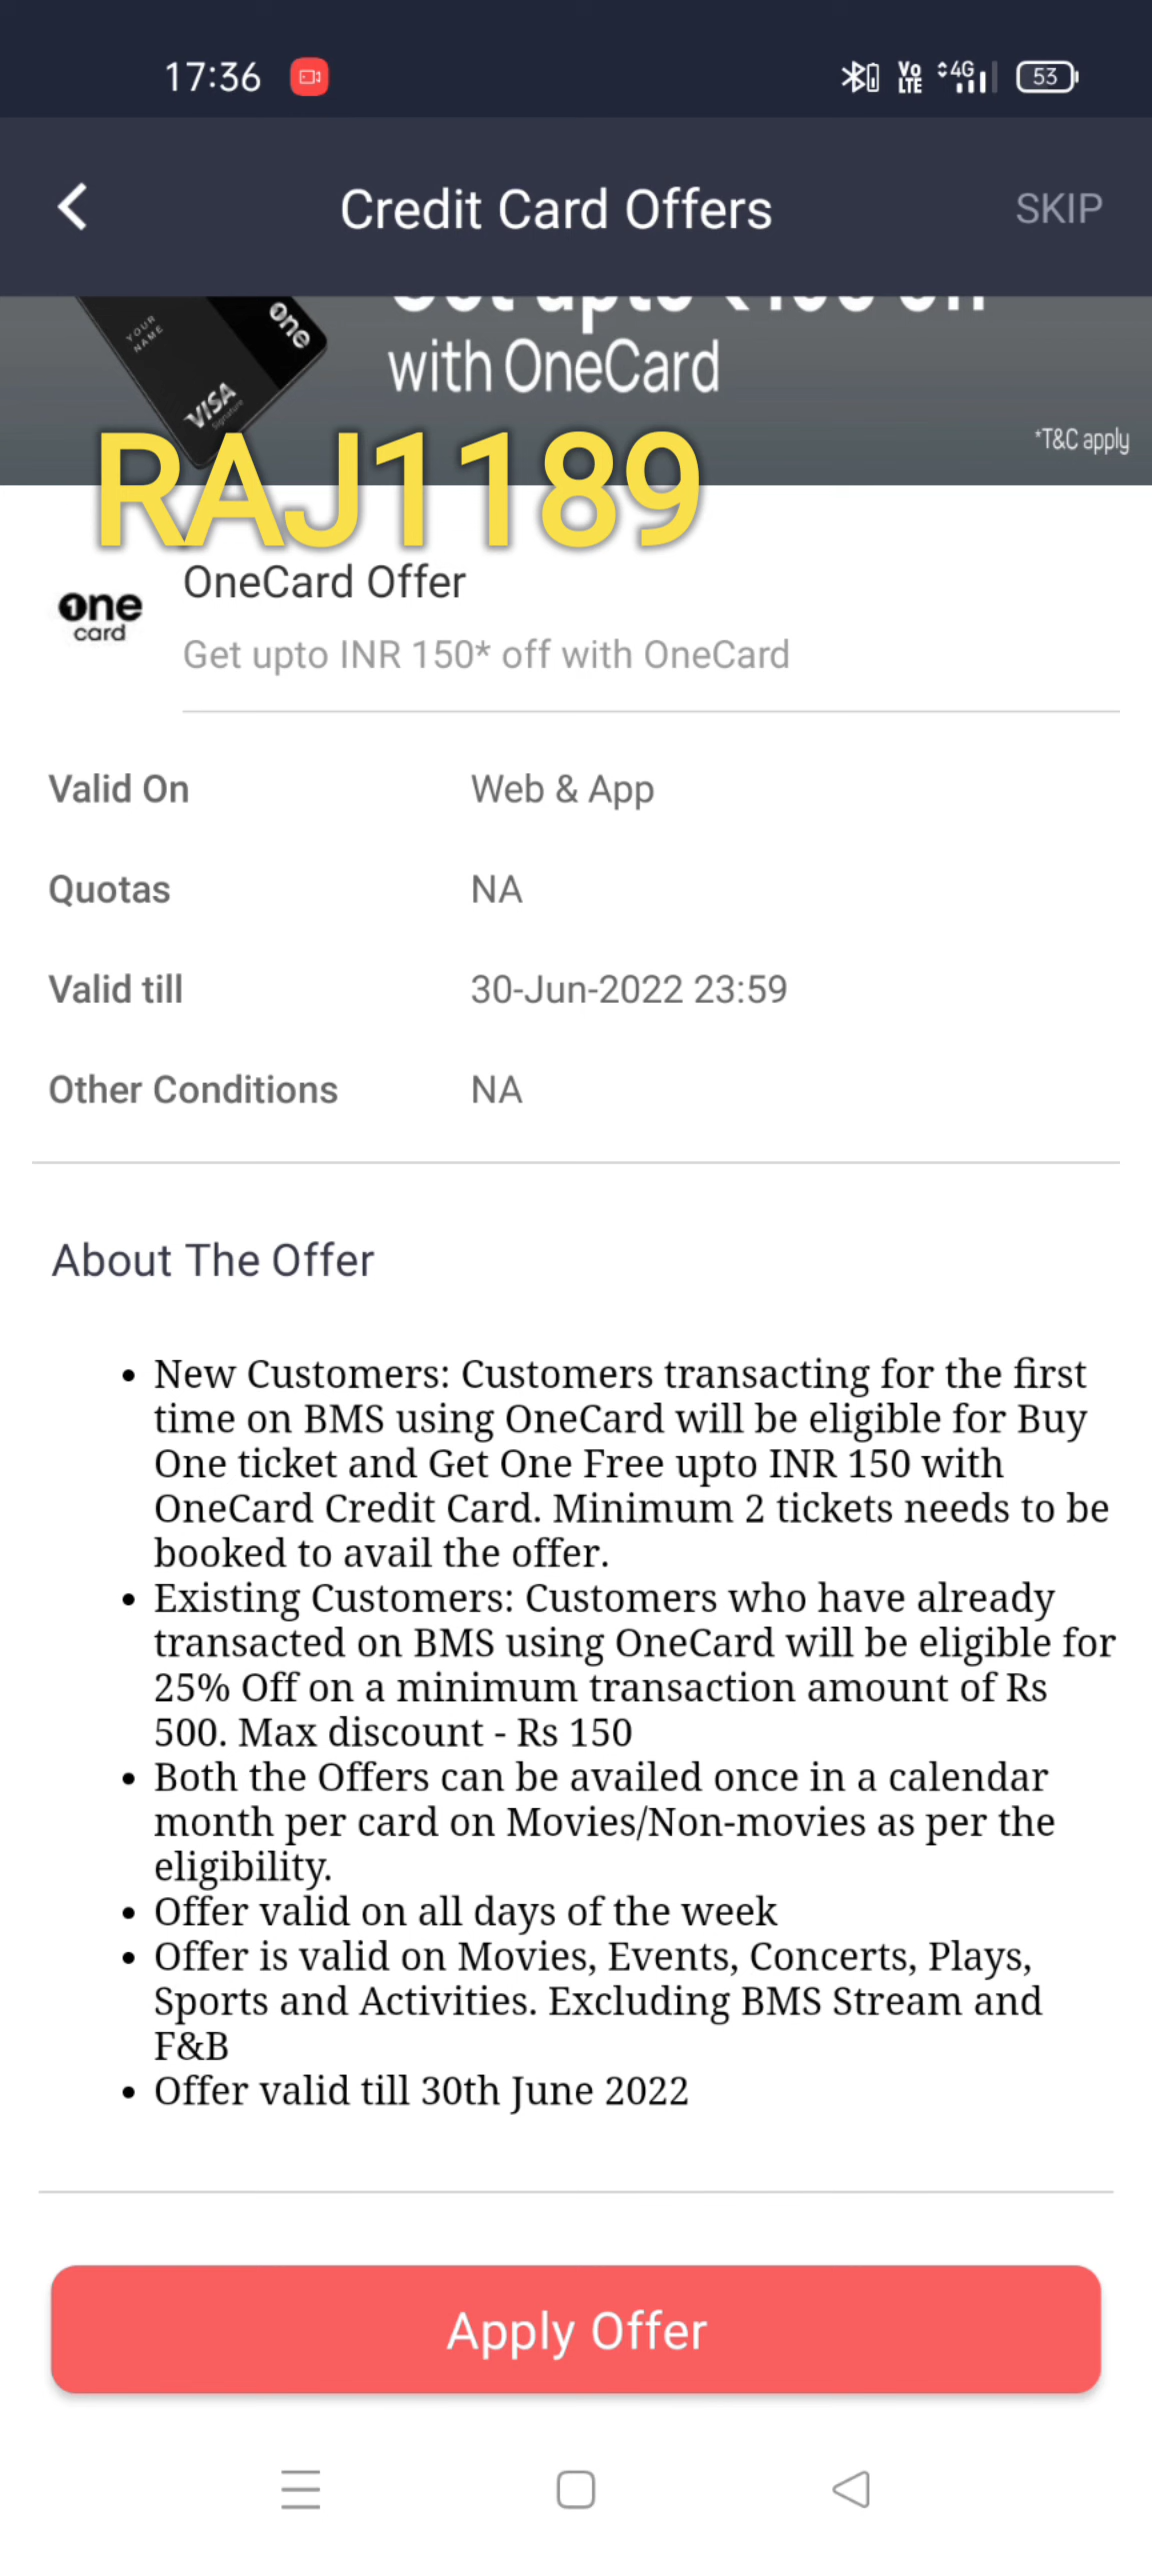 17:36
Vo
LTE
4G
53
Credit Card Offers
SKIP
YOUR
NAME
one
VISA
Signature
with OneCard
*T&C apply
RAJ1189
OneCard Offer
one
card
Get upto INR 150* off with OneCard
Valid On Web & App
Quotas NA
Valid till 30-Jun-2022 23:59
Other Conditions NA
About The Offer
• New Customers: Customers transacting for the first
time on BMS using OneCard will be eligible for Buy
One ticket and Get One Free upto INR 150 with
OneCard Credit Card. Minimum 2 tickets needs to be
booked to avail the offer.
• Existing Customers: Customers who have already
transacted on BMS using OneCard will be eligible for
25% Off on a minimum transaction amount of Rs
500. Max discount - Rs 150
• Both the Offers can be availed once in a calendar
month per card on Movies/Non-movies as per the
eligibility.
• Offer valid on all days of the week
• Offer is valid on Movies, Events, Concerts, Plays,
Sports and Activities. Excluding BMS Stream and
F&B
• Offer valid till 30th June 2022
Apply Offer